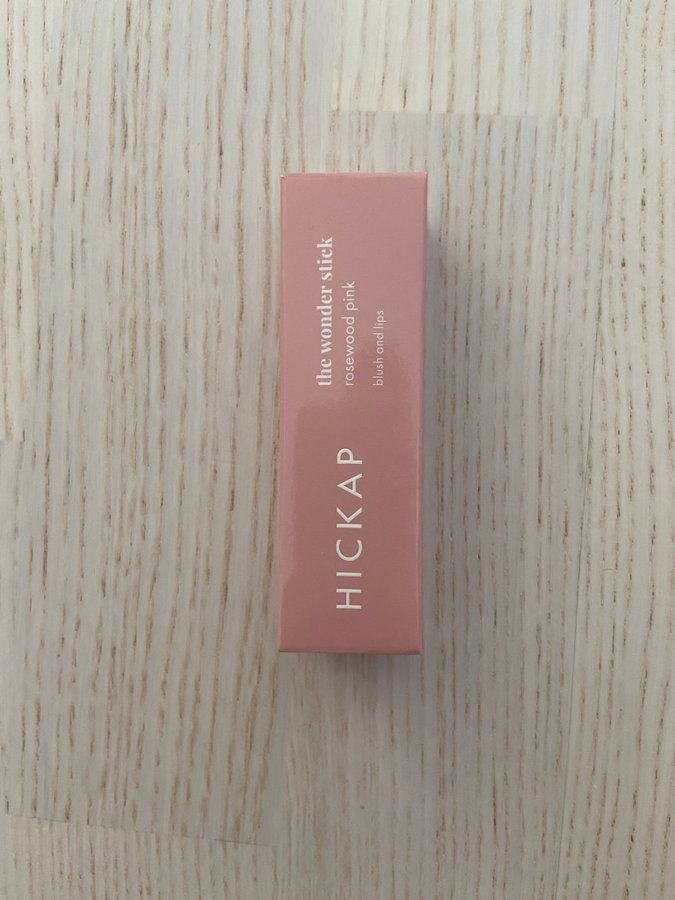 HICKAP
the wonder stick
rosewood pink
blush and lips